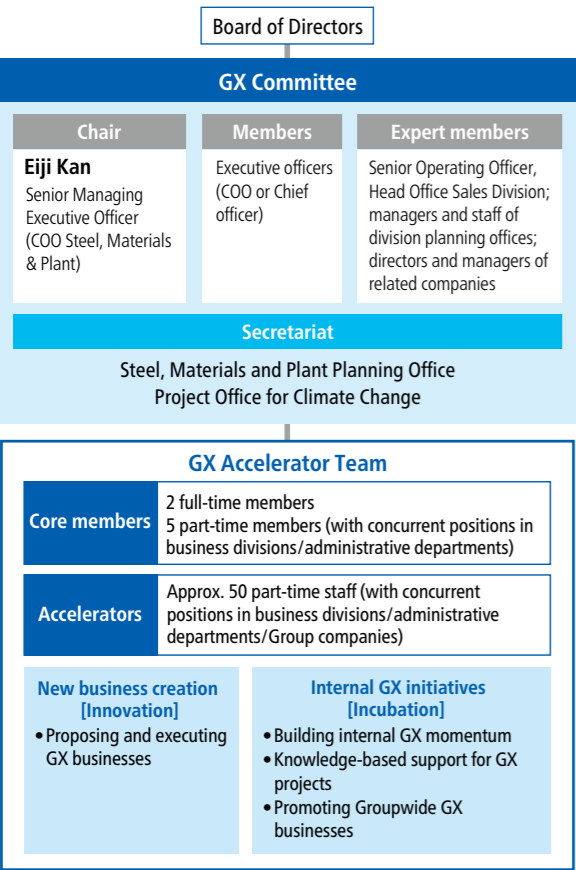 Board of Directors
GX Committee
Chair
Eiji Kan
Senior Managing
Executive Officer
(COO Steel, Materials
& Plant)
Members
Executive officers
(COO or Chief
officer)
Expert members
Senior Operating Officer,
Head Office Sales Division;
managers and staff of
division planning offices;
directors and managers of
related companies
Secretariat
Steel, Materials and Plant Planning Office
Project Office for Climate Change
GX Accelerator Team
Core members
2 full-time members
5 part-time members (with concurrent positions in
business divisions/administrative departments)
Accelerators
Approx. 50 part-time staff (with concurrent
positions in business divisions/administrative
departments/Group companies)
New business creation
[Innovation]
• Proposing and executing
GX businesses
Internal GX initiatives
[Incubation]
• Building internal GX momentum
• Knowledge-based support for GX
projects
• Promoting Groupwide GX
businesses